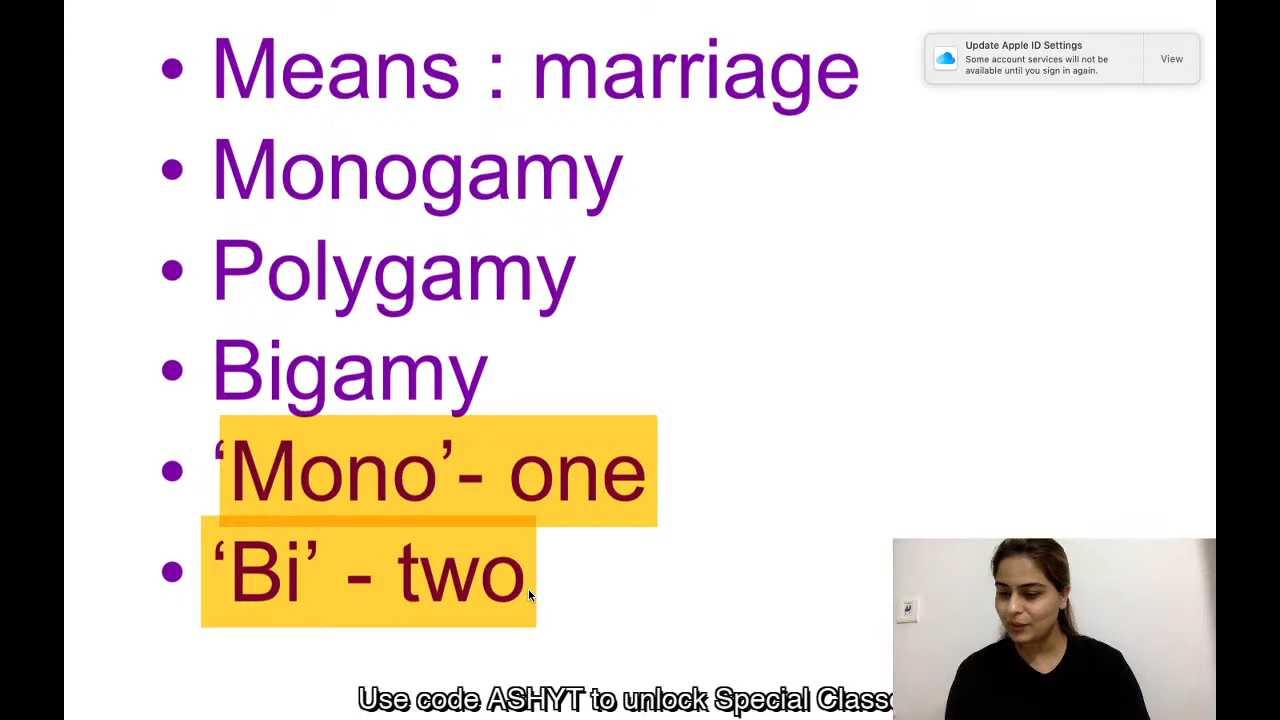 • Means : marriage
• Monogamy
• Polygamy
• Bigamy
• ‘Mono’- one
• ‘Bi’ - two
Update Apple ID Settings
Some account services will not be
available until you sign in again.
View
Use code ASHYT to unlock Special Classe